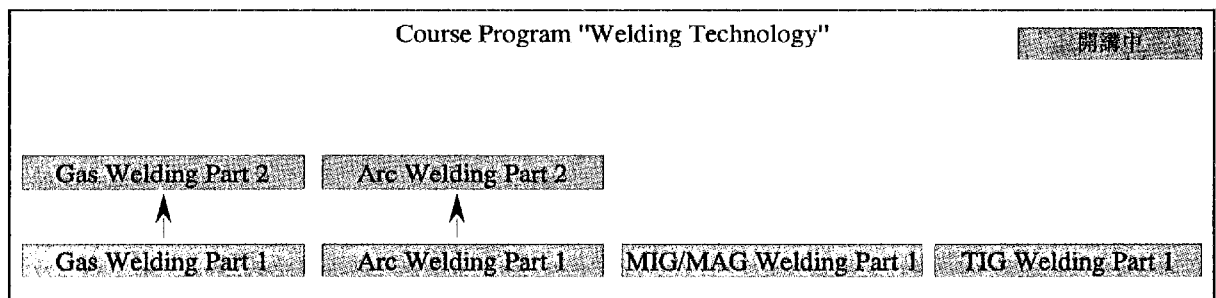 Course Program "Welding Technology"
開講中
Gas Welding Part 2
Arc Welding Part 2
Gas Welding Part 1
Arc Welding Part 1
MIG/MAG Welding Part 1
TIG Welding Part 1